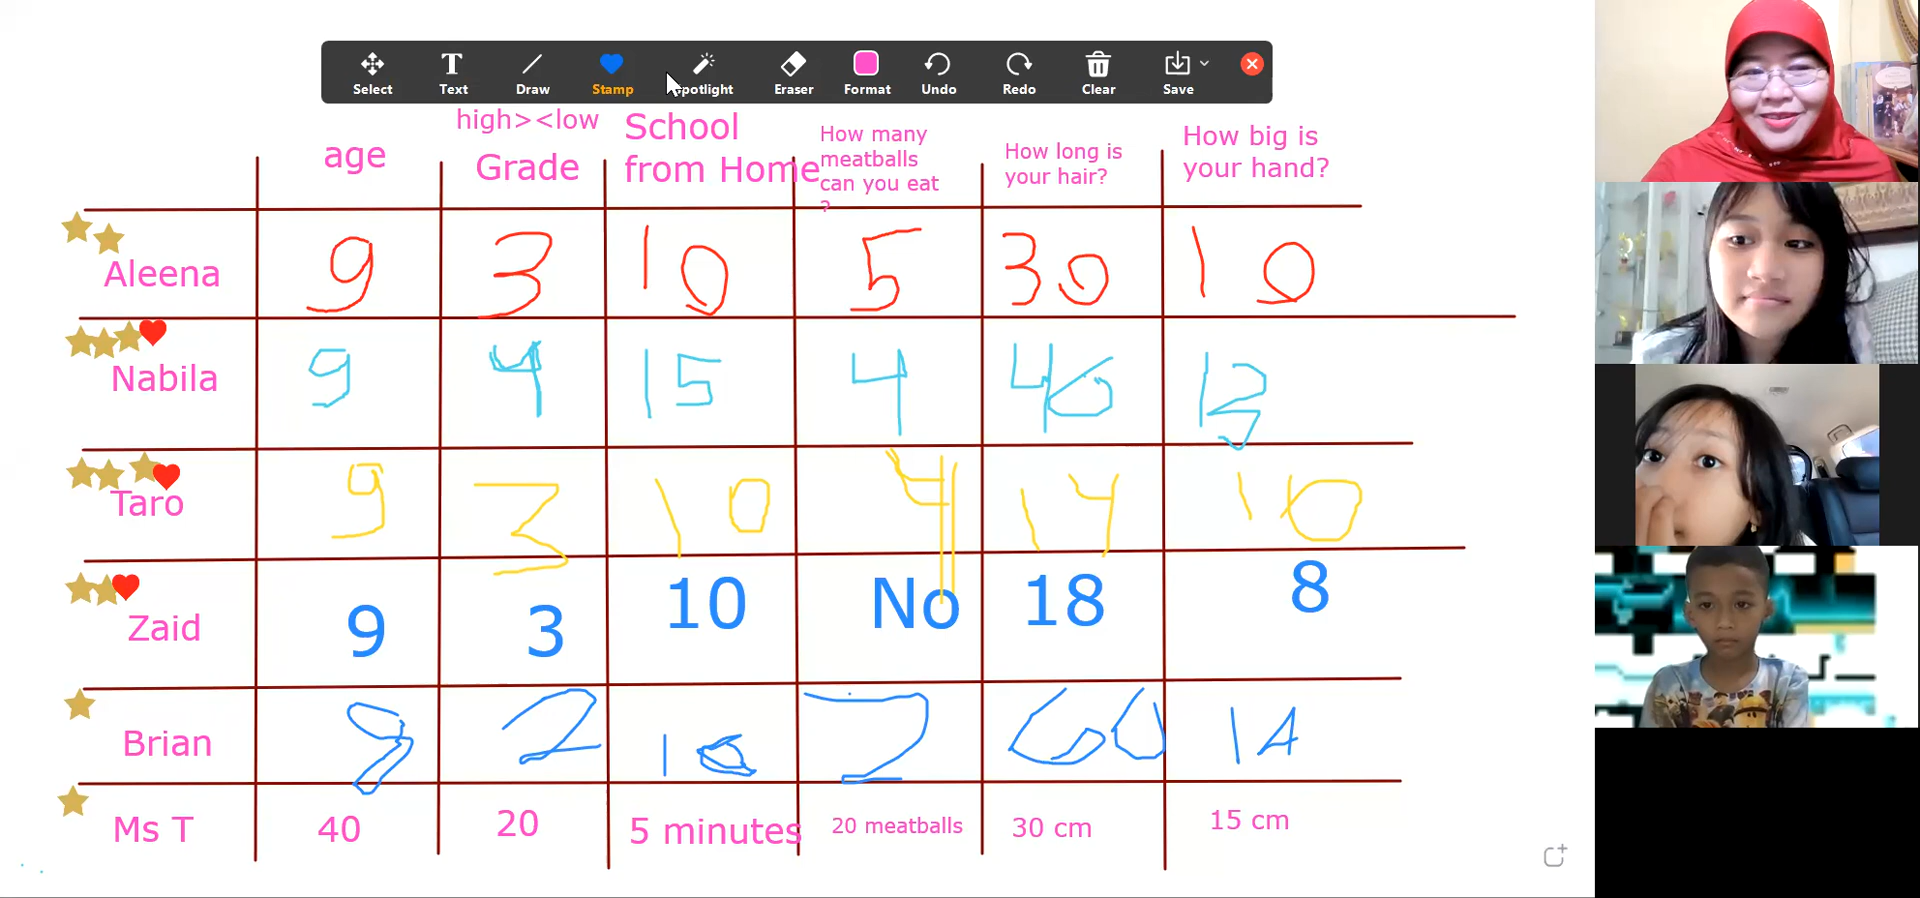 Select Text Draw Stamp Spotlight Eraser Format Undo Redo Clear Save
high><low
age
Grade
School
from Home
How many
meatballs
can you eat
?
How long is
your hair?
How big is
your hand?
Aleena 9 3 10 5 30 10
Nabila 9 4 15 4
Taro 9 3 10 4 14 10
Zaid 9 3 10 No 18 8
Brian 8 2 2 60 14
Ms T 40 20 5 minutes 20 meatballs 30 cm 15 cm